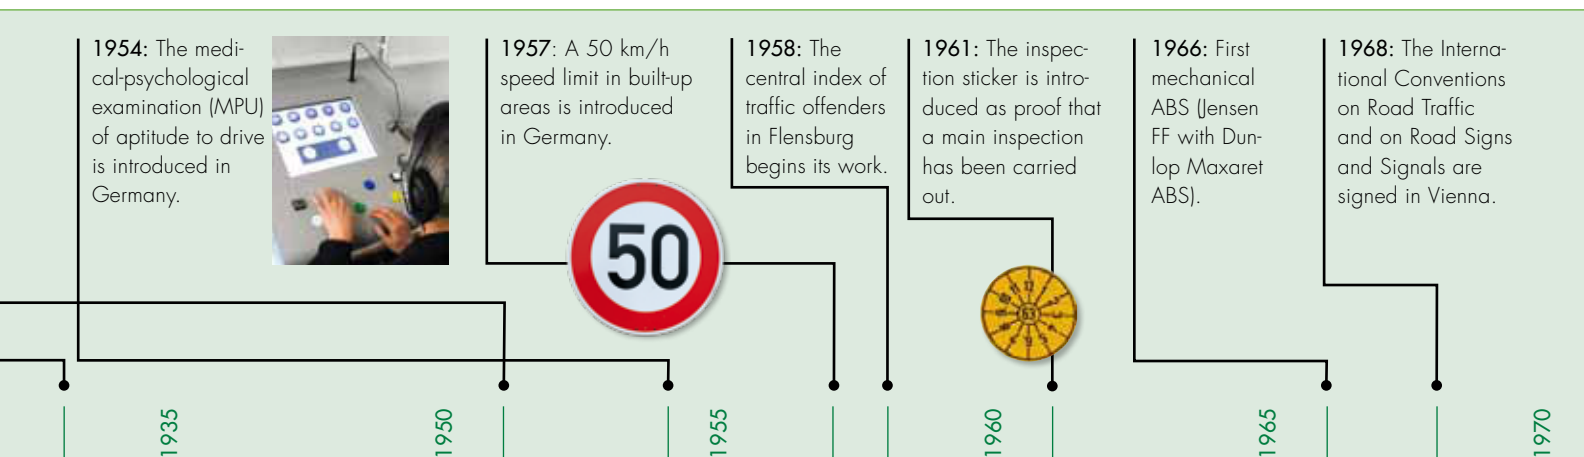 1954: The medi-
cal-psychological
examination (MPU)
of aptitude to drive
is introduced in
Germany.
1957: A 50 km/h
speed limit in built-up
areas is introduced
in Germany.
50
1958: The
central index of
traffic offenders
in Flensburg
begins its work.
1961: The inspec-
tion sticker is intro-
duced as proof that
a main inspection
has been carried
out.
63
1966: First
mechanical
ABS (Jensen
FF with Dun-
lop Maxaret
ABS).
1968: The Interna-
tional Conventions
on Road Traffic
and on Road Signs
and Signals are
signed in Vienna.
1935
1950
1955
1960
1965
1970